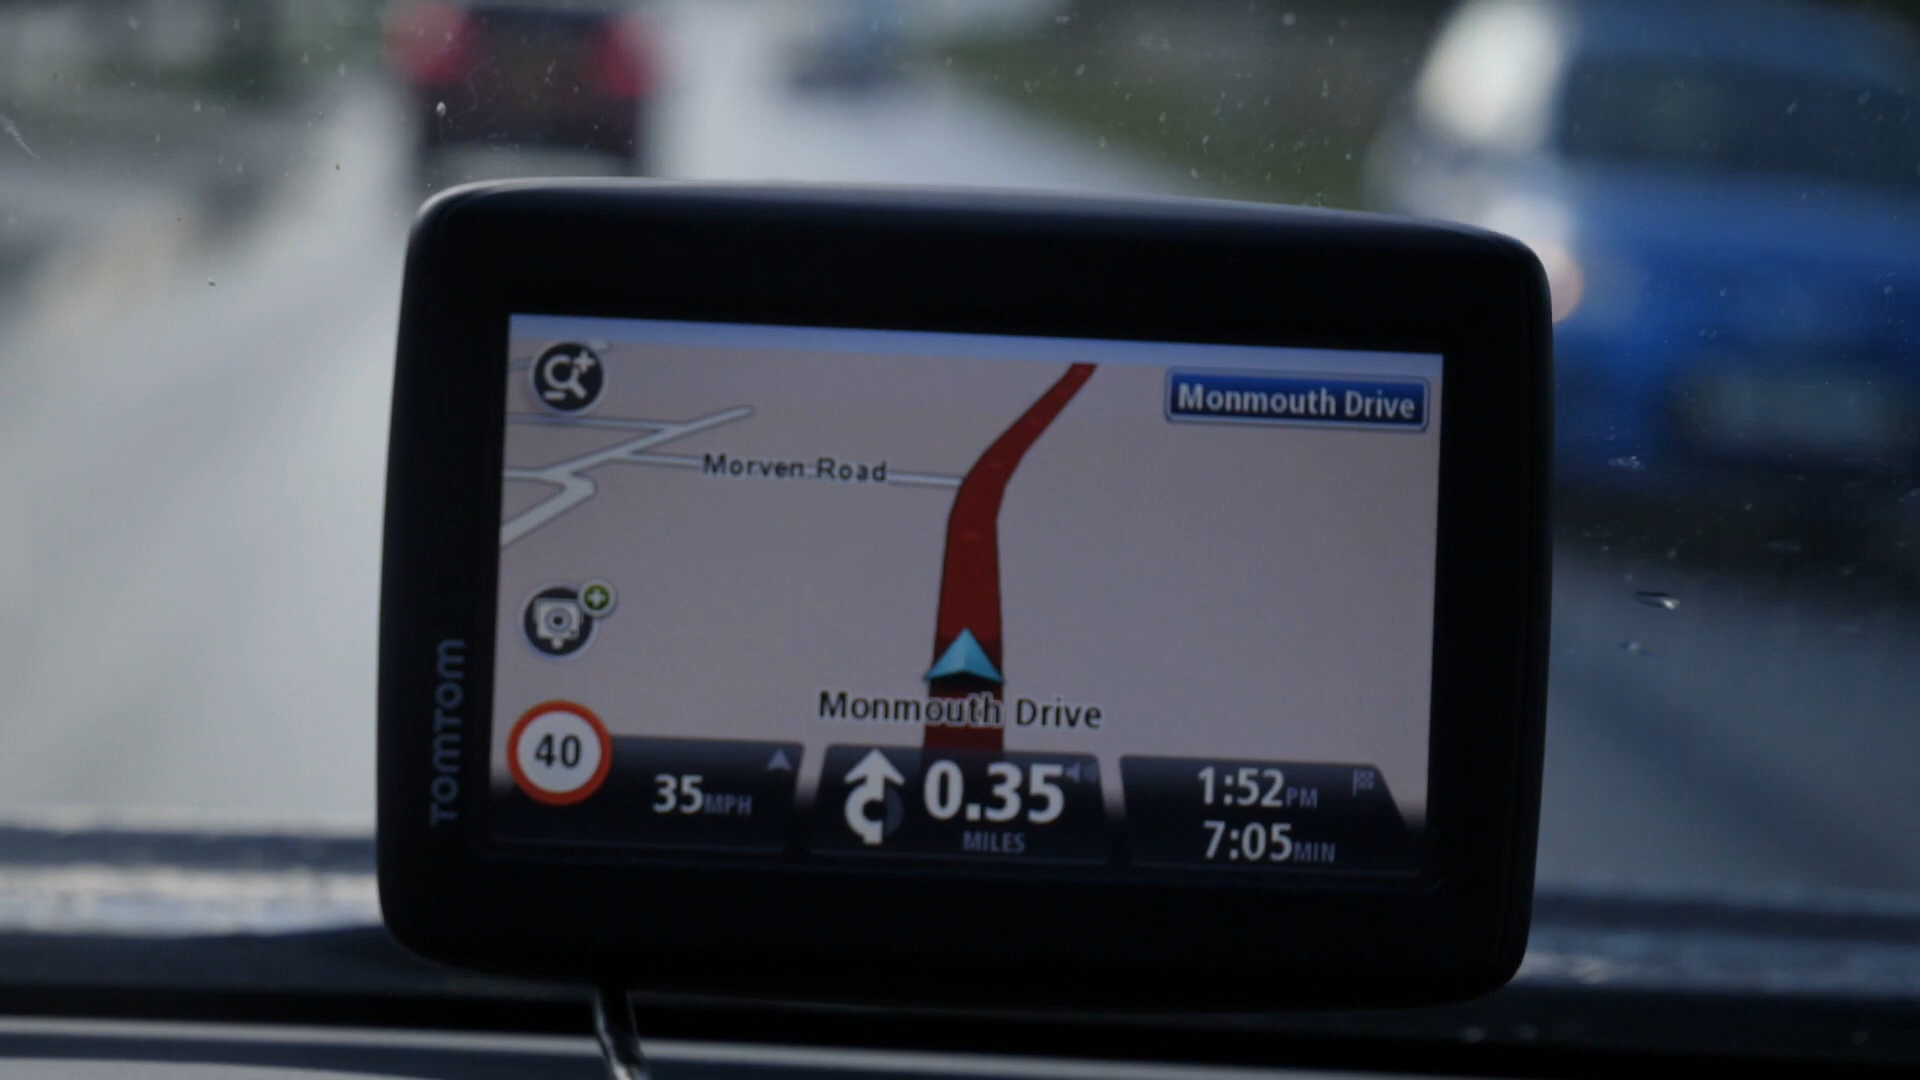 Monmouth Drive
Morven Road
Monmouth Drive
40
35MPH
0.35
MILES
1:52PM
7:05MIN
TOMTOM